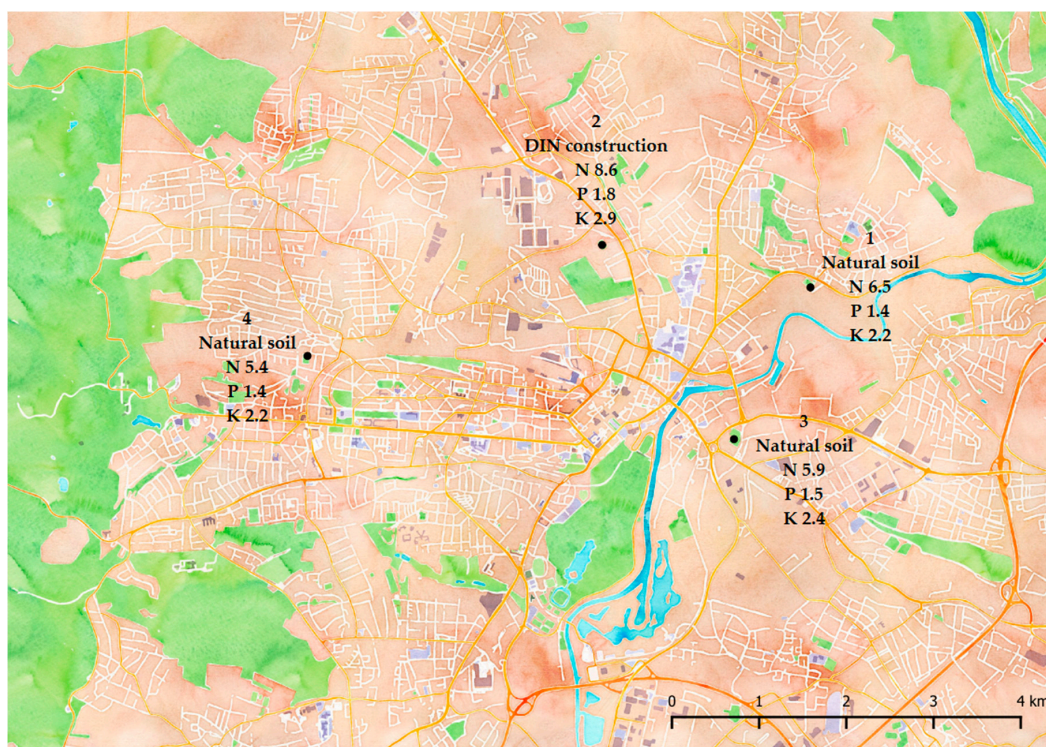 2
DIN construction
N 8.6
P 1.8
K 2.9
1
Natural soil
N 6.5
P 1.4
K 2.2
4
Natural soil
N 5.4
P 1.4
K 2.2
3
Natural soil
N 5.9
P 1.5
K 2.4
0 1 2 3 4 km